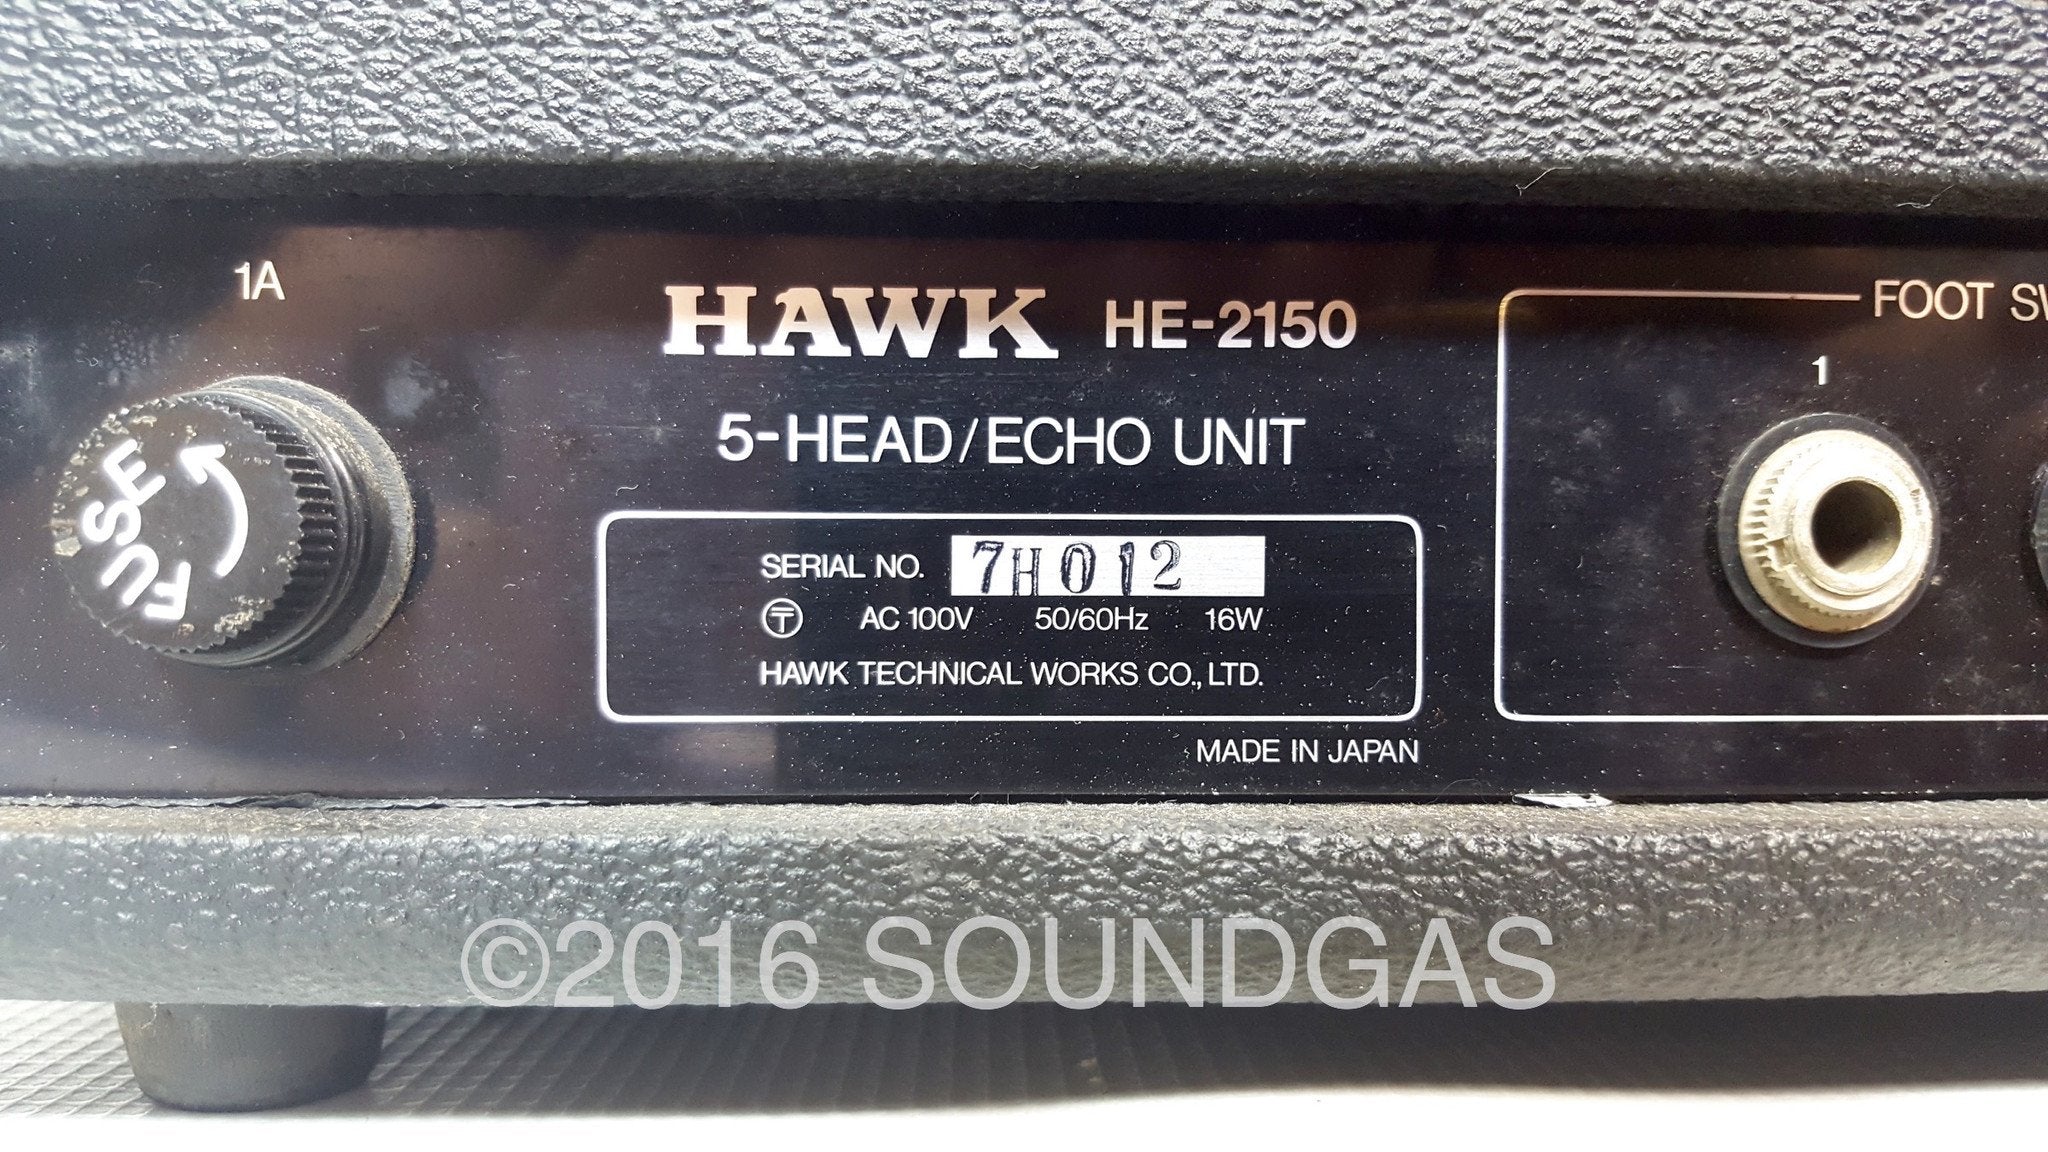 1A
FUSE
HAWK HE-2150
5-HEAD/ECHO UNIT
SERIAL NO. 7H012
〒 AC 100V 50/60Hz 16W
HAWK TECHNICAL WORKS CO., LTD.
MADE IN JAPAN
FOOT
1
©2016 SOUNDGAS